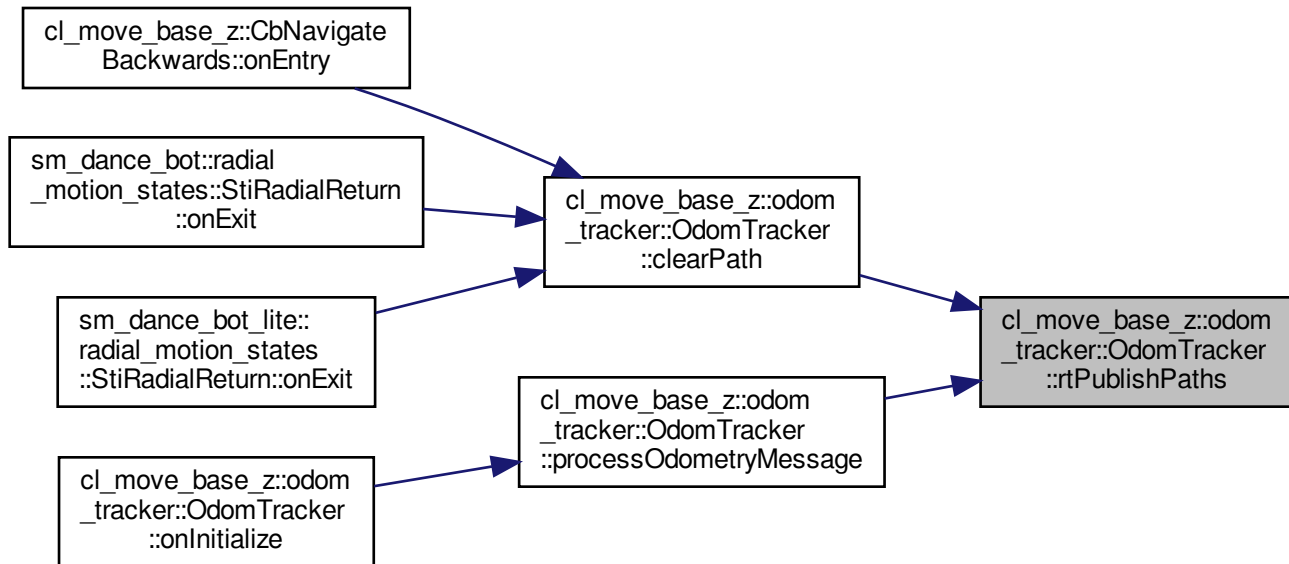 cl_move_base_z::CbNavigate
Backwards::onEntry
sm_dance_bot::radial
_motion_states::StiRadialReturn
::onExit
sm_dance_bot_lite::
radial_motion_states
::StiRadialReturn::onExit
cl_move_base_z::odom
_tracker::OdomTracker
::onInitialize
cl_move_base_z::odom
_tracker::OdomTracker
::clearPath
cl_move_base_z::odom
_tracker::OdomTracker
::processOdometryMessage
cl_move_base_z::odom
_tracker::OdomTracker
::rtPublishPaths